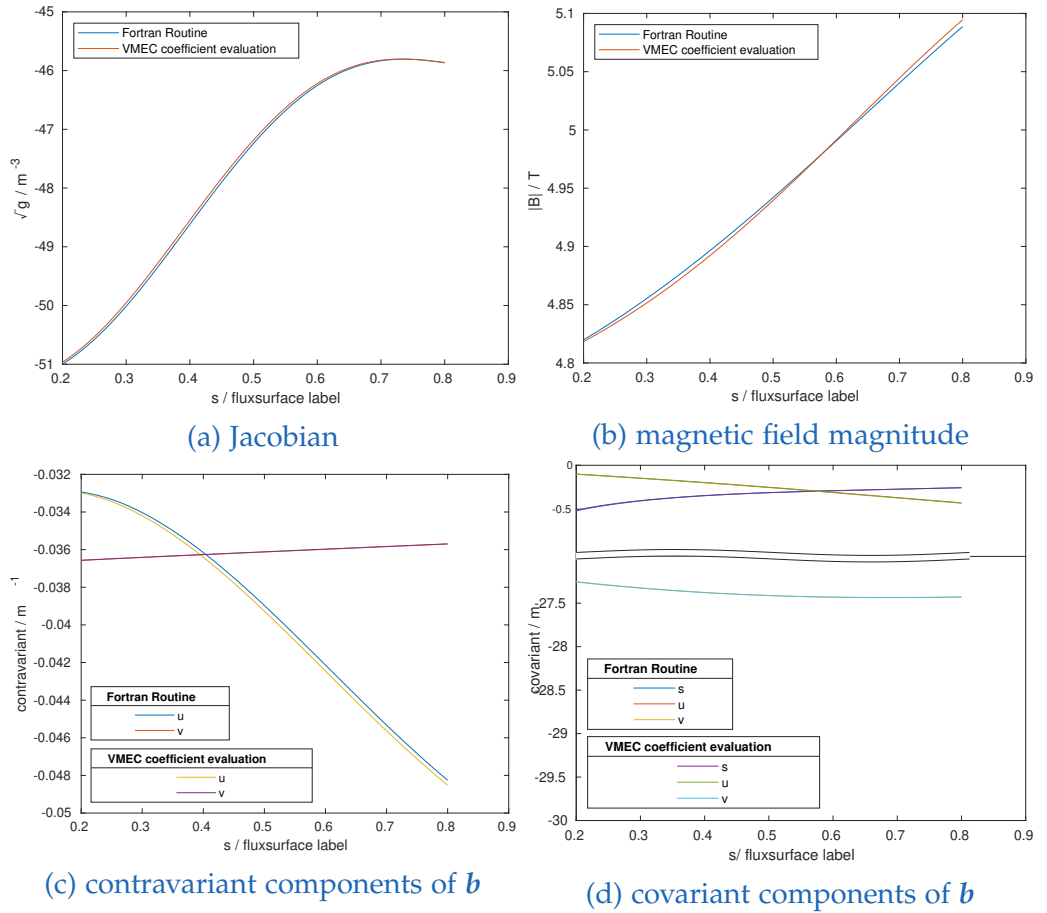 -45
-46
-47
-48
-49
-50
-51
√g / m⁻³
Fortran Routine
VMEC coefficient evaluation
0.2 0.3 0.4 0.5 0.6 0.7 0.8 0.9
s / fluxsurface label
(a) Jacobian
5.1
5.05
5
4.95
4.9
4.85
4.8
|B| / T
Fortran Routine
VMEC coefficient evaluation
0.2 0.3 0.4 0.5 0.6 0.7 0.8 0.9
s / fluxsurface label
(b) magnetic field magnitude
-0.032
-0.034
-0.036
-0.038
-0.04
-0.042
-0.044
-0.046
-0.048
-0.05
contravariant / m⁻¹
Fortran Routine
u
v
VMEC coefficient evaluation
u
v
0.2 0.3 0.4 0.5 0.6 0.7 0.8 0.9
s / fluxsurface label
(c) contravariant components of b
0
-0.5
-27.5
-28
-28.5
-29
-29.5
-30
covariant / m
Fortran Routine
s
u
v
VMEC coefficient evaluation
s
u
v
0.2 0.3 0.4 0.5 0.6 0.7 0.8 0.9
s/ fluxsurface label
(d) covariant components of b